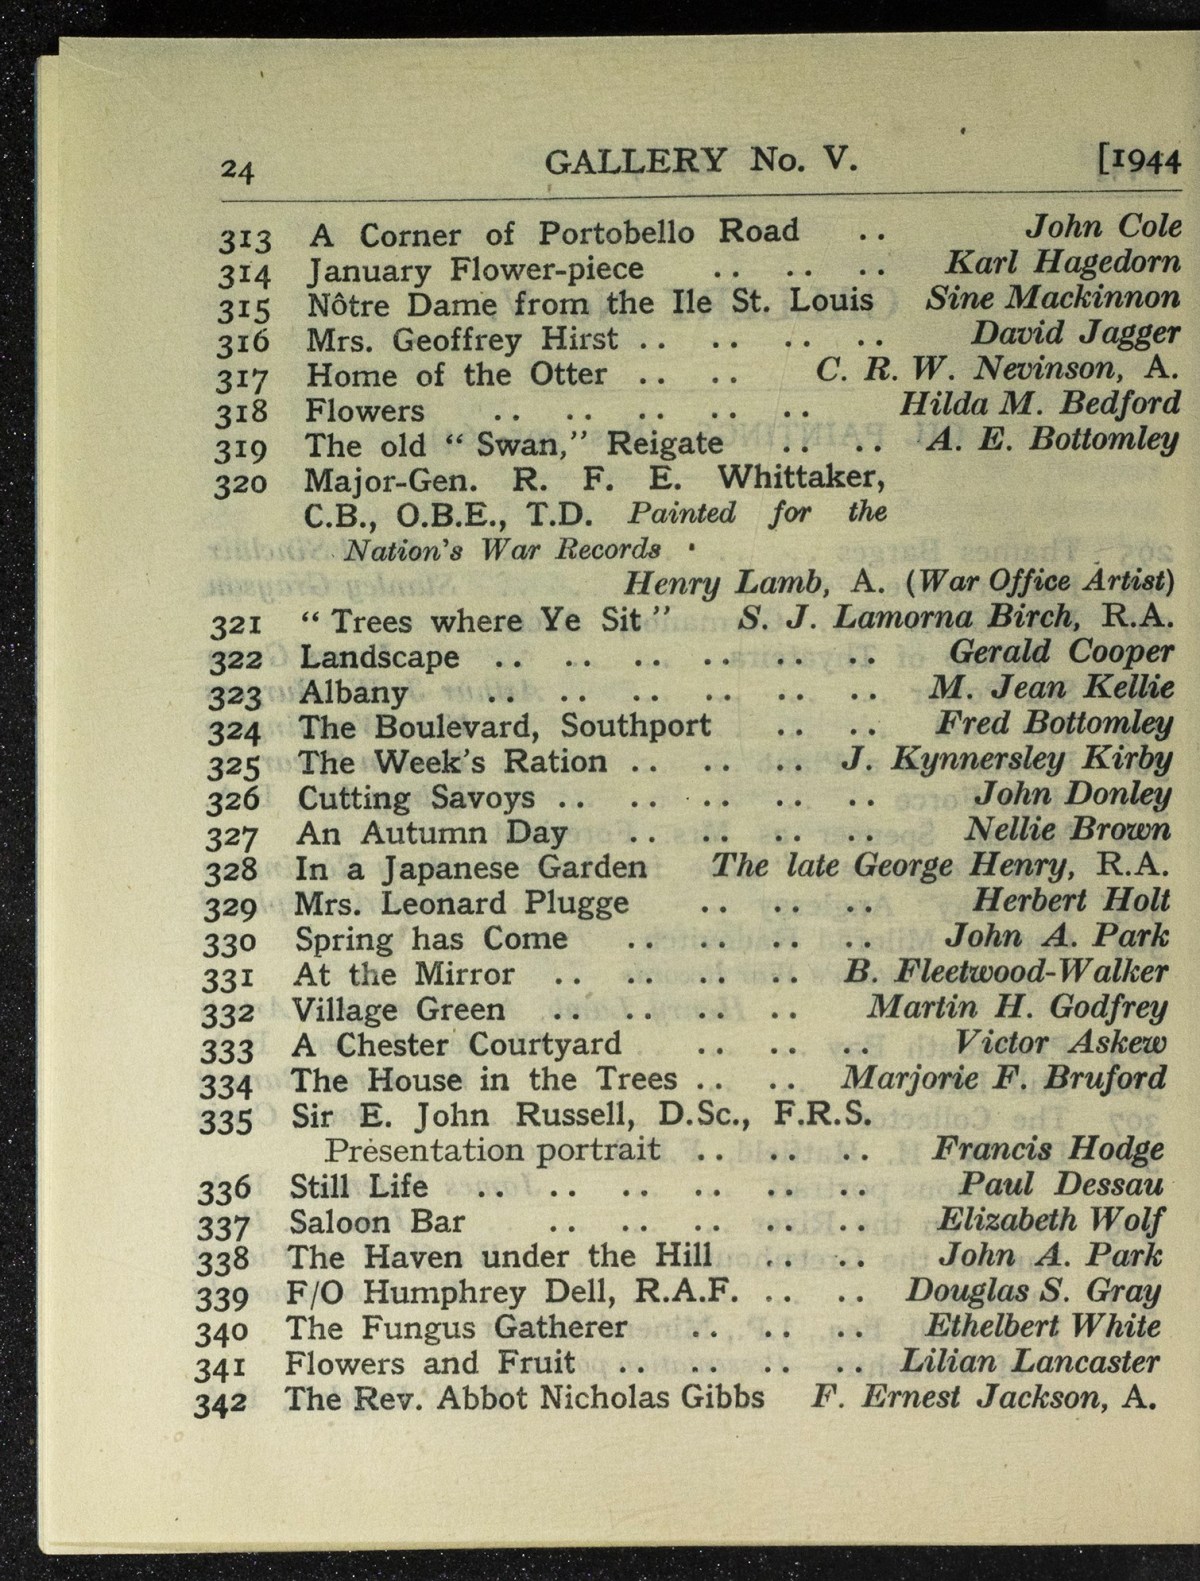 24 GALLERY No. V. [1944
313 A Corner of Portobello Road .. John Cole
314 January Flower-piece .. .. .. Karl Hagedorn
315 Nôtre Dame from the Ile St. Louis Sine Mackinnon
316 Mrs. Geoffrey Hirst .. .. .. .. David Jagger
317 Home of the Otter .. .. C. R. W. Nevinson, A.
318 Flowers .. .. .. .. .. Hilda M. Bedford
319 The old “ Swan,” Reigate .. .. A. E. Bottomley
320 Major-Gen. R. F. E. Whittaker,
C.B., O.B.E., T.D. Painted for the
Nation's War Records
Henry Lamb, A. (War Office Artist)
321 “ Trees where Ye Sit ” S. J. Lamorna Birch, R.A.
322 Landscape .. .. .. .. .. .. Gerald Cooper
323 Albany .. .. .. .. .. .. M. Jean Kellie
324 The Boulevard, Southport .. .. Fred Bottomley
325 The Week's Ration .. .. .. J. Kynnersley Kirby
326 Cutting Savoys .. .. .. .. .. John Donley
327 An Autumn Day .. .. .. .. Nellie Brown
328 In a Japanese Garden The late George Henry, R.A.
329 Mrs. Leonard Plugge .. .. .. Herbert Holt
330 Spring has Come .. .. .. .. John A. Park
331 At the Mirror .. .. .. .. B. Fleetwood-Walker
332 Village Green .. .. .. .. Martin H. Godfrey
333 A Chester Courtyard .. .. .. Victor Askew
334 The House in the Trees .. .. Marjorie F. Bruford
335 Sir E. John Russell, D.Sc., F.R.S.
Presentation portrait .. .. .. Francis Hodge
336 Still Life .. .. .. .. .. .. Paul Dessau
337 Saloon Bar .. .. .. .. .. Elizabeth Wolf
338 The Haven under the Hill .. .. John A. Park
339 F/O Humphrey Dell, R.A.F. .. .. Douglas S. Gray
340 The Fungus Gatherer .. .. .. Ethelbert White
341 Flowers and Fruit .. .. .. .. Lilian Lancaster
342 The Rev. Abbot Nicholas Gibbs F. Ernest Jackson, A.